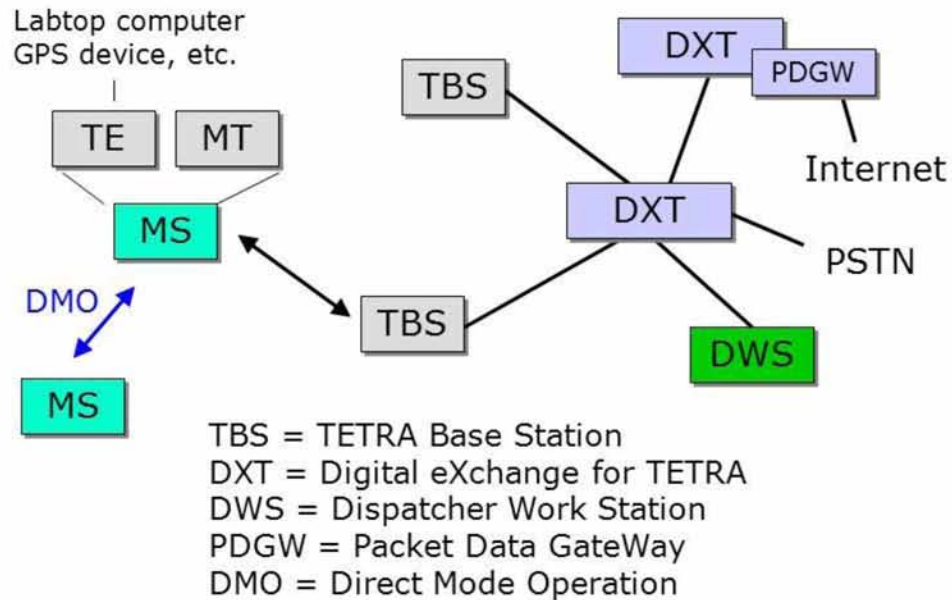 Labtop computer
GPS device, etc.
TE
MT
MS
DMO
MS
TBS
TBS
DXT
PDGW
Internet
DXT
PSTN
DWS
TBS = TETRA Base Station
DXT = Digital eXchange for TETRA
DWS = Dispatcher Work Station
PDGW = Packet Data GateWay
DMO = Direct Mode Operation